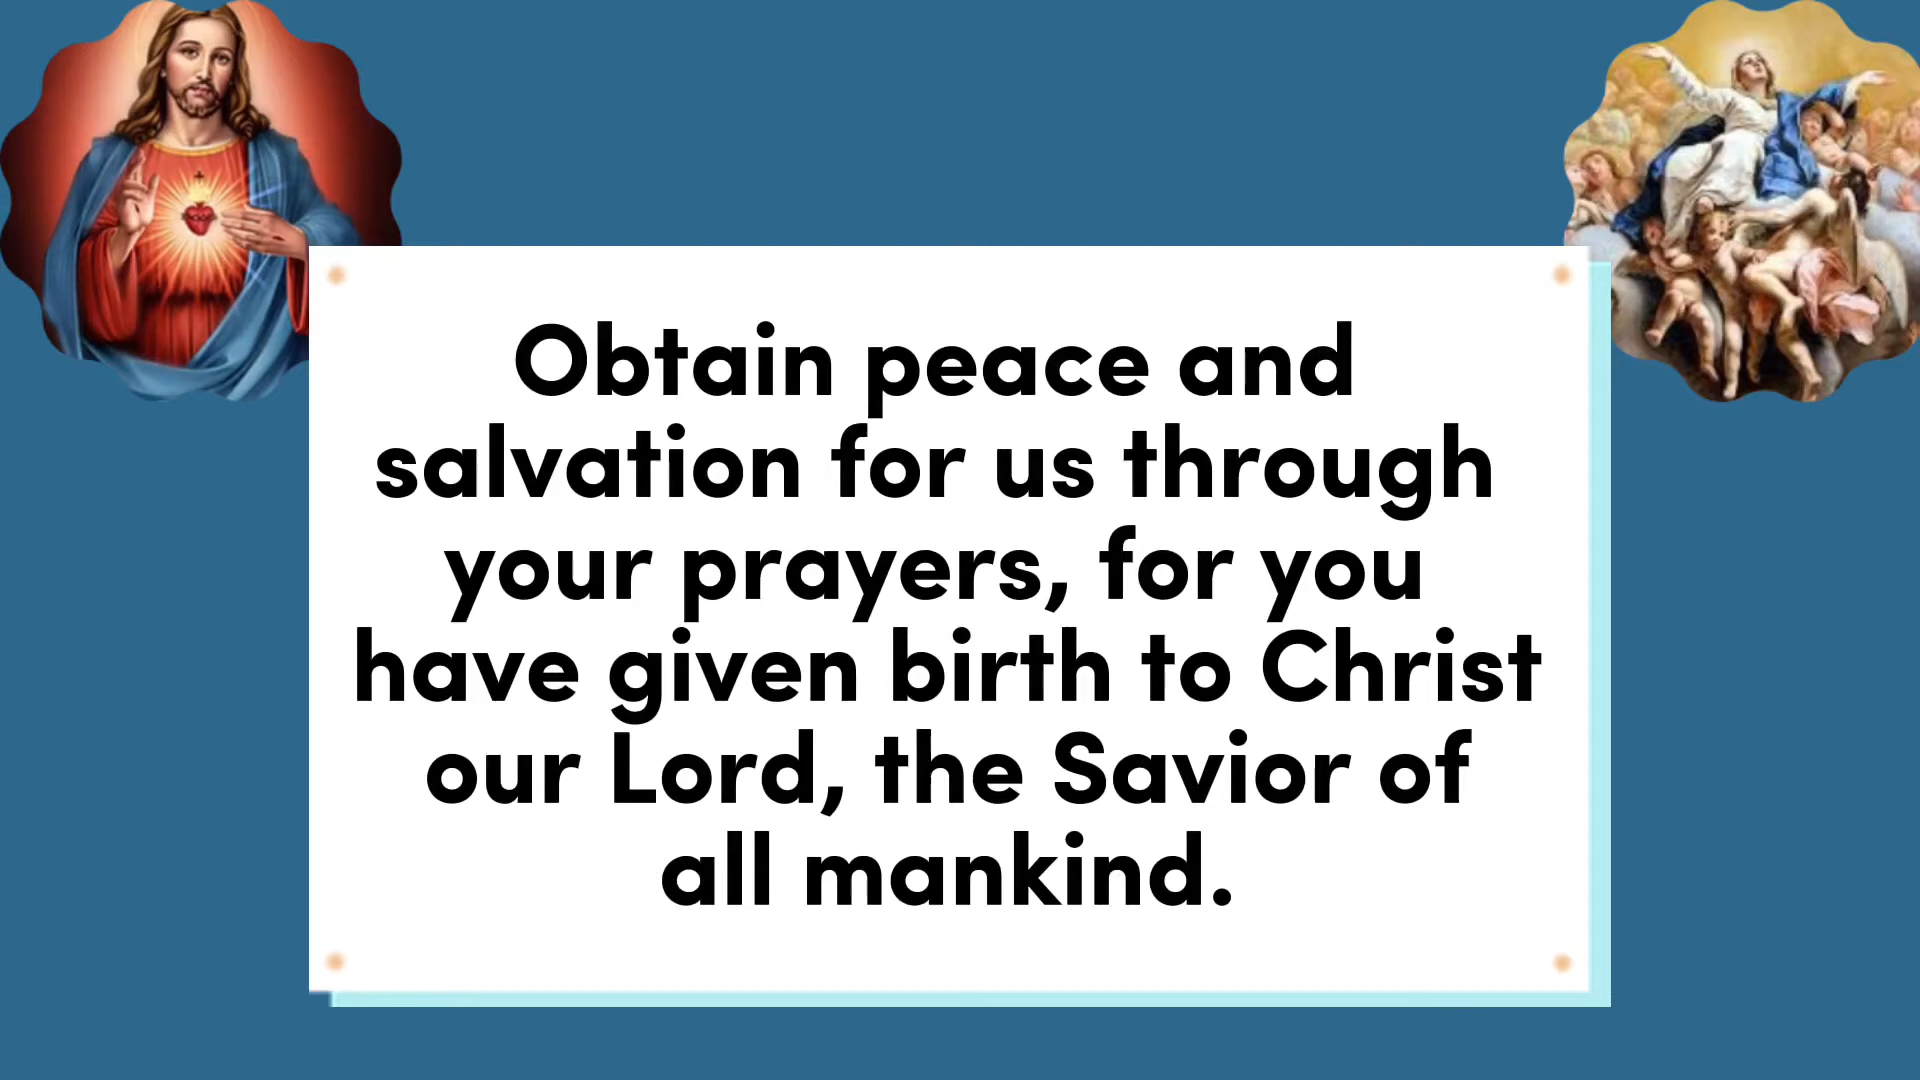 Obtain peace and
salvation for us through
your prayers, for you
have given birth to Christ
our Lord, the Savior of
all mankind.